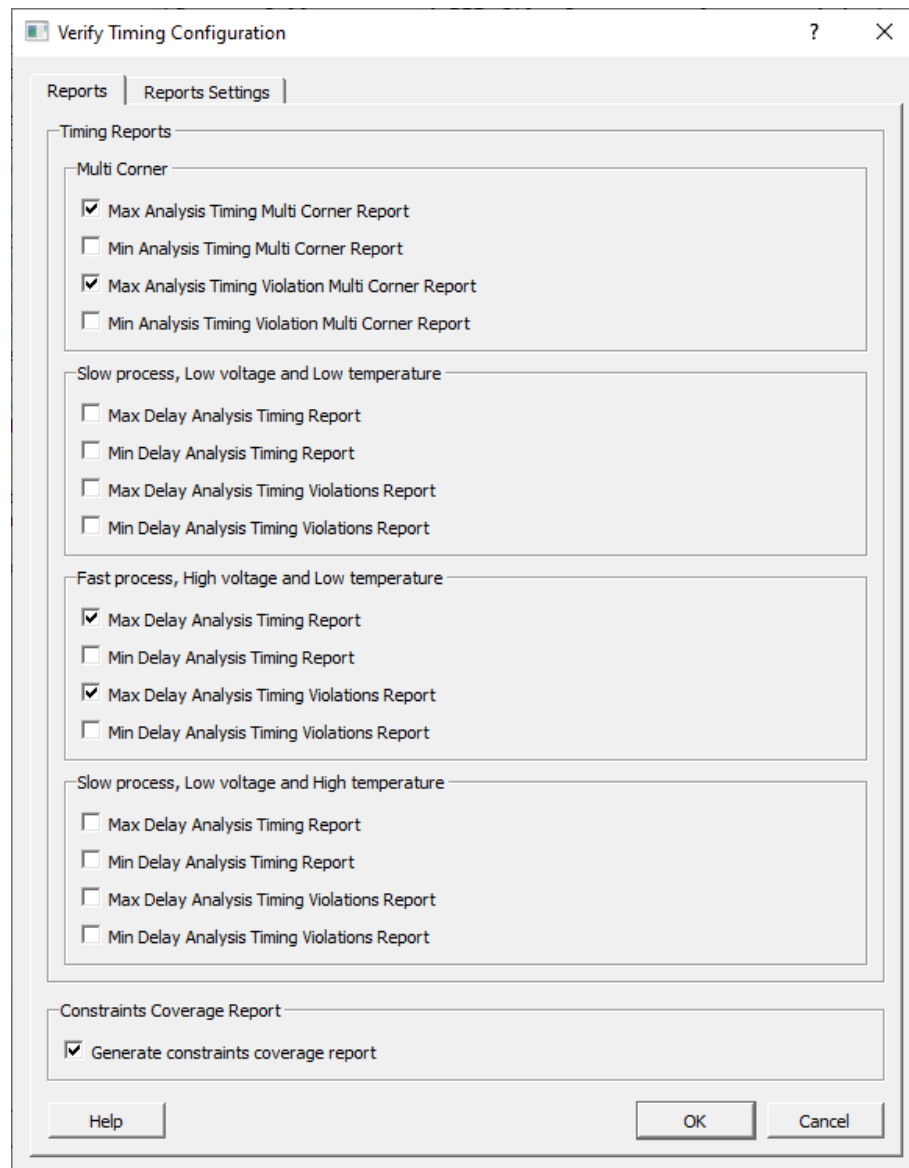 Verify Timing Configuration ?
Reports Reports Settings
Timing Reports
Multi Corner
Max Analysis Timing Multi Corner Report
Min Analysis Timing Multi Corner Report
Max Analysis Timing Violation Multi Corner Report
Min Analysis Timing Violation Multi Corner Report
Slow process, Low voltage and Low temperature
Max Delay Analysis Timing Report
Min Delay Analysis Timing Report
Max Delay Analysis Timing Violations Report
Min Delay Analysis Timing Violations Report
Fast process, High voltage and Low temperature
Max Delay Analysis Timing Report
Min Delay Analysis Timing Report
Max Delay Analysis Timing Violations Report
Min Delay Analysis Timing Violations Report
Slow process, Low voltage and High temperature
Max Delay Analysis Timing Report
Min Delay Analysis Timing Report
Max Delay Analysis Timing Violations Report
Min Delay Analysis Timing Violations Report
Constraints Coverage Report
Generate constraints coverage report
Help OK Cancel